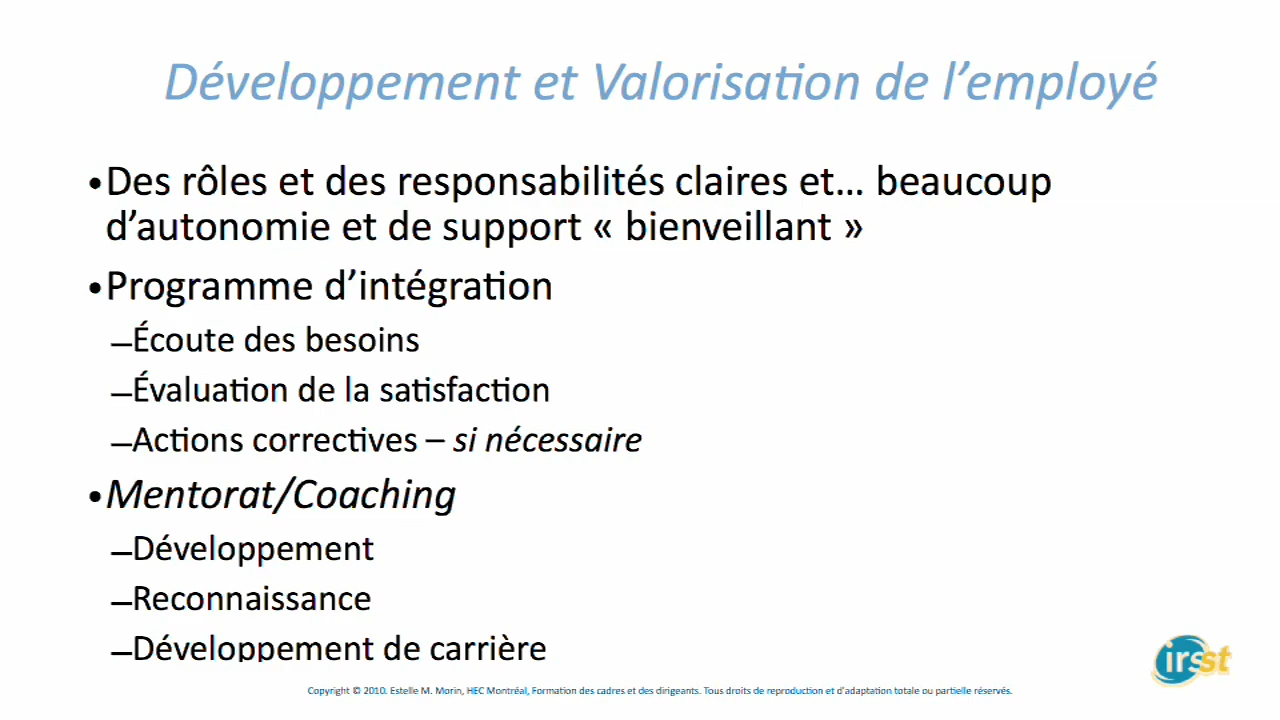 Développement et Valorisation de l’employé
•Des rôles et des responsabilités claires et... beaucoup
d’autonomie et de support « bienveillant »
•Programme d’intégration
–Écoute des besoins
–Évaluation de la satisfaction
–Actions correctives – si nécessaire
•Mentorat/Coaching
–Développement
–Reconnaissance
–Développement de carrière
irsst
Copyright © 2010. Estelle M. Morin, HEC Montréal, Formation des cadres et des dirigeants. Tous droits de reproduction et d'adaptation totale ou partielle réservés.